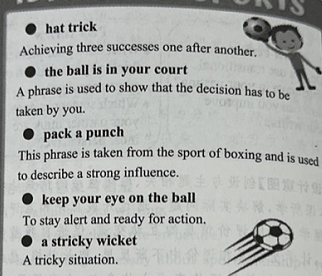 hat trick
Achieving three successes one after another.
the ball is in your court
A phrase is used to show that the decision has to be
taken by you.
pack a punch
This phrase is taken from the sport of boxing and is used
to describe a strong influence.
keep your eye on the ball
To stay alert and ready for action.
a stricky wicket
A tricky situation.